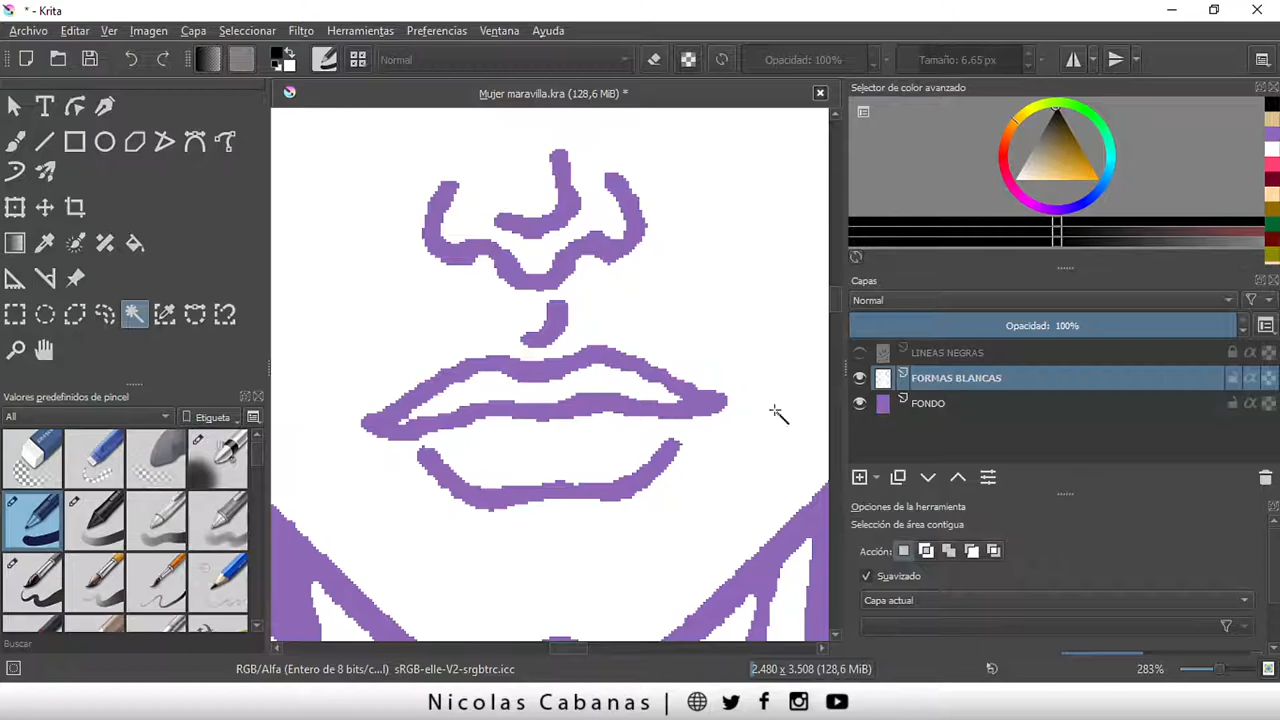 * - Krita
Archivo Editar Ver Imagen Capa Seleccionar Filtro Herramientas Preferencias Ventana Ayuda
Normal Opacidad: 100% Tamaño: 6.65 px
Mujer maravilla.kra (128,6 MiB) *
Selector de color avanzado
Capas
Normal
Opacidad: 100%
LINEAS NEGRAS
FORMAS BLANCAS
FONDO
Valores predefinidos de pincel
All Etiqueta
Buscar
Opciones de la herramienta
Selección de área contigua
Acción:
Suavizado
Capa actual
RGB/Alfa (Entero de 8 bits/c...l) sRGB-elle-V2-srgbtrc.icc 2.480 x 3.508 (128,6 MiB) 283%
Nicolas Cabanas |